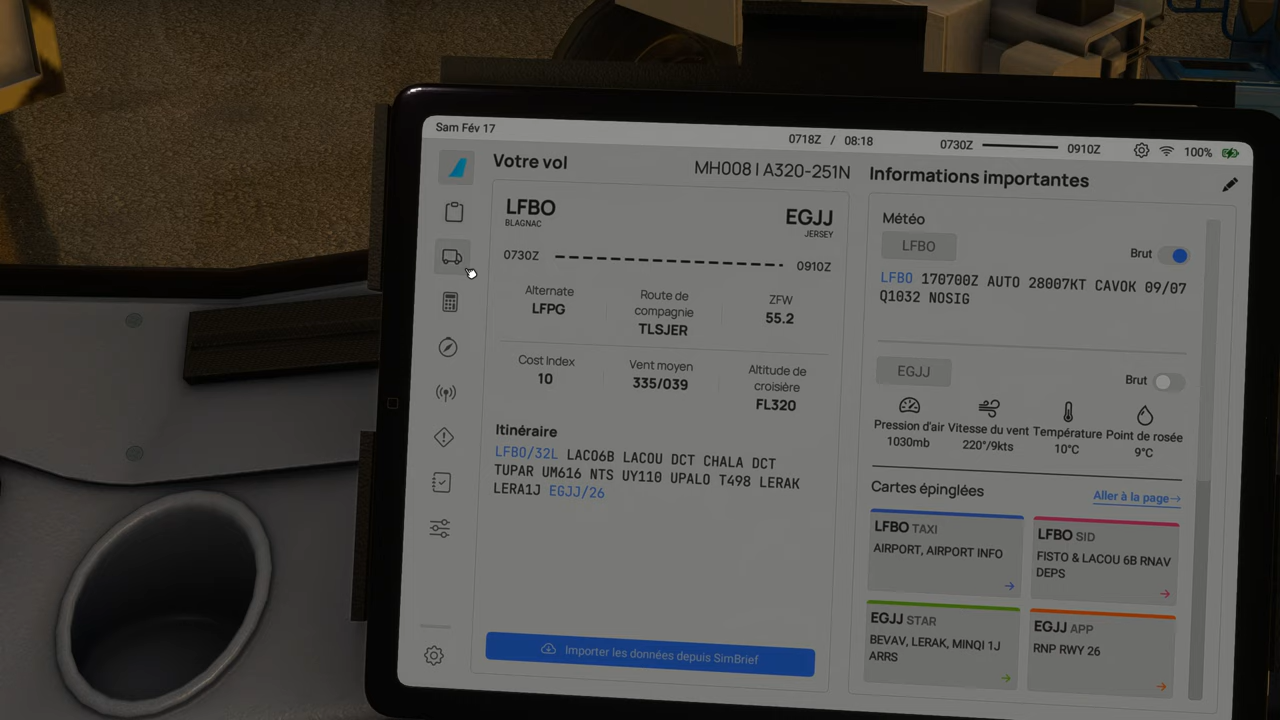 Sam Fév 17
0718Z / 08:18
0730Z
0910Z
100%
Votre vol
MH008 | A320-251N
LFBO
BLAGNAC
EGJJ
JERSEY
0730Z
0910Z
Alternate
LFPG
Route de
compagnie
TLSJER
ZFW
55.2
Cost Index
10
Vent moyen
335/039
Altitude de
croisière
FL320
Itinéraire
LFBO/32L LACO6B LACOU DCT CHALA DCT
TUPAR UM616 NTS UY110 UPALO T498 LERAK
LERA1J EGJJ/26
Importer les données depuis SimBrief
Informations importantes
Météo
LFBO
Brut
LFBO 170700Z AUTO 28007KT CAVOK 09/07
Q1032 NOSIG
EGJJ
Brut
Pression d'air
1030mb
Vitesse du vent
220°/9kts
Température
10°C
Point de rosée
9°C
Cartes épinglées
Aller à la page→
LFBO TAXI
AIRPORT, AIRPORT INFO
LFBO SID
FISTO & LACOU 6B RNAV
DEPS
EGJJ STAR
BEVAV, LERAK, MINQI 1J
ARRS
EGJJ APP
RNP RWY 26